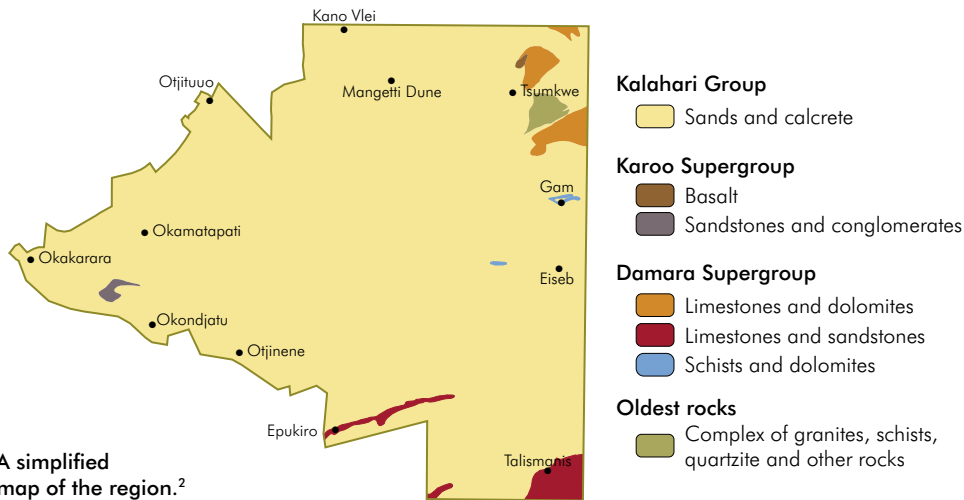 Kano Vlei
Otjituuo
Mangetti Dune
Tsumkwe
Gam
Okamatapati
Okakarara
Eiseb
Okondjatu
Otjinene
Epukiro
Talismanis
A simplified
map of the region.²
Kalahari Group
Sands and calcrete
Karoo Supergroup
Basalt
Sandstones and conglomerates
Damara Supergroup
Limestones and dolomites
Limestones and sandstones
Schists and dolomites
Oldest rocks
Complex of granites, schists,
quartzite and other rocks